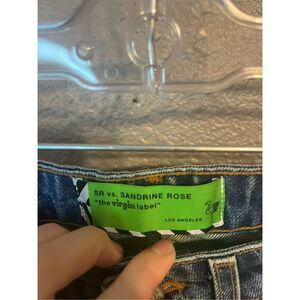 SR. vs. SANDRINE ROSE
"the virgin label"
LOS ANGELES